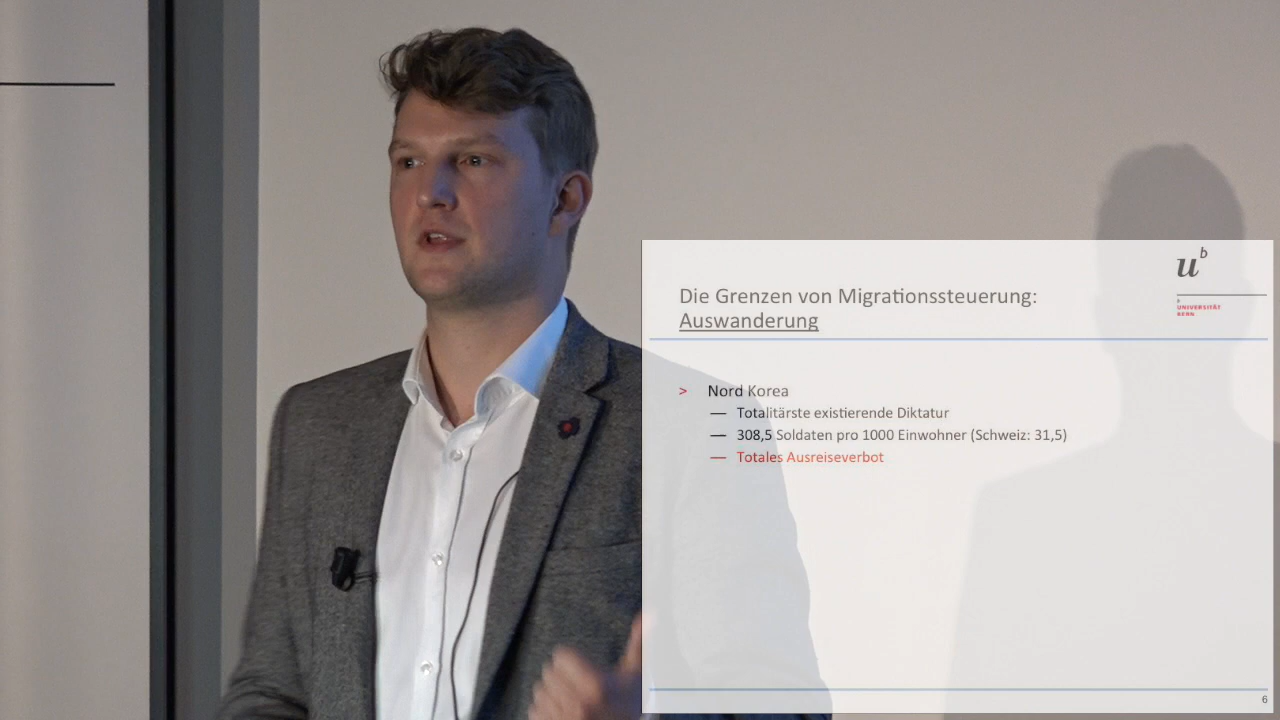 u
b
Die Grenzen von Migrationssteuerung:
Auswanderung
b
UNIVERSITÄT
BERN
> Nord Korea
— Totalitärste existierende Diktatur
— 308,5 Soldaten pro 1000 Einwohner (Schweiz: 31,5)
— Totales Ausreiseverbot
6